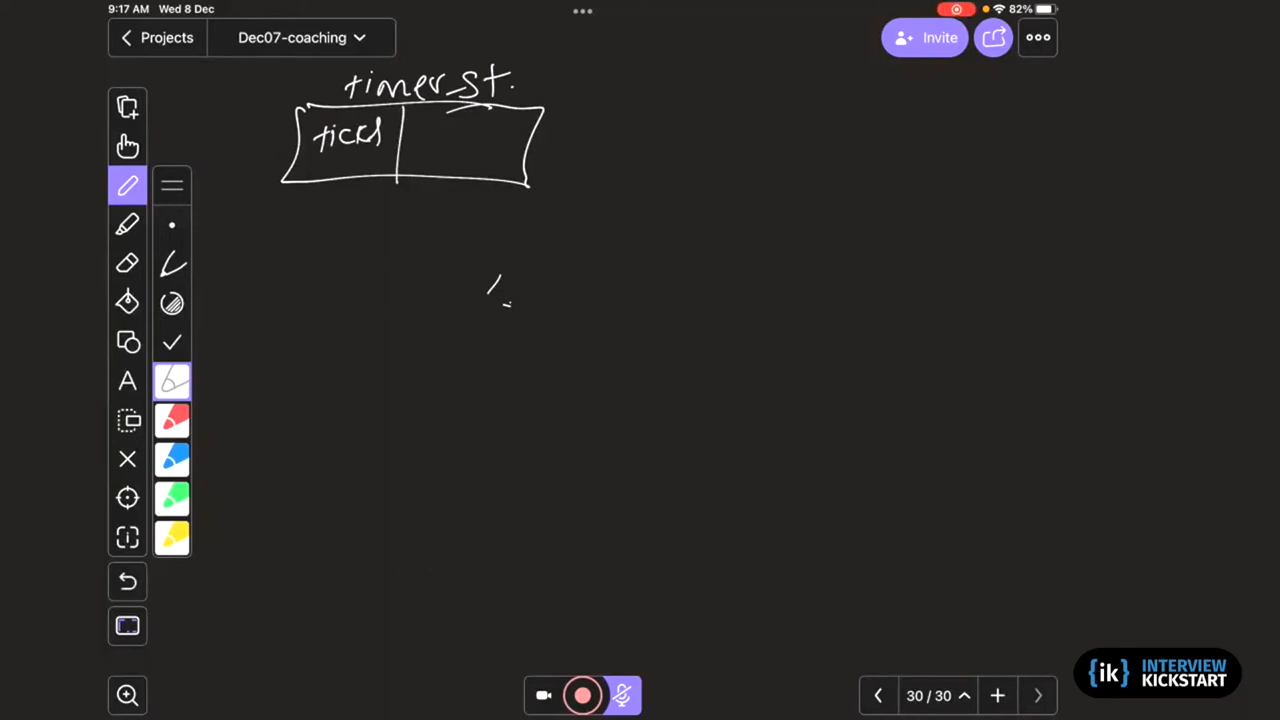 9:17 AM Wed 8 Dec
82%
Projects
Dec07-coaching
Invite
timer_st.
ticks
A
30 / 30
{ik} INTERVIEW
KICKSTART